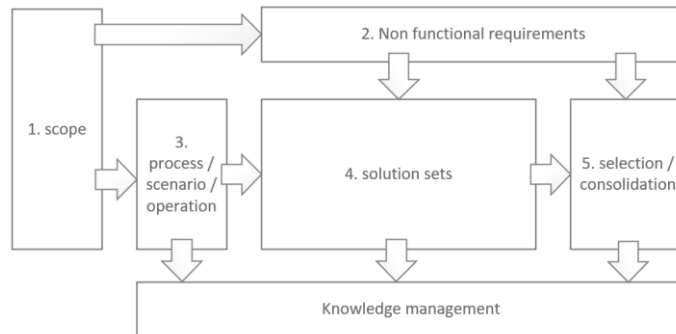 2. Non functional requirements
1. scope
3.
process /
scenario /
operation
4. solution sets
5. selection /
consolidation
Knowledge management